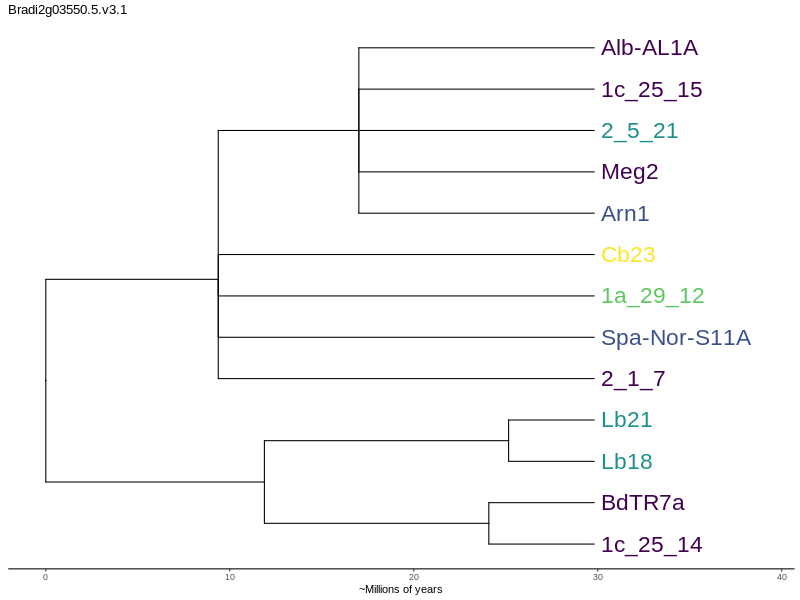 Bradi2g03550.5.v3.1
Alb-AL1A
1c_25_15
2_5_21
Meg2
Arn1
Cb23
1a_29_12
Spa-Nor-S11A
2_1_7
Lb21
Lb18
BdTR7a
1c_25_14
0 10 20 30 40
~Millions of years